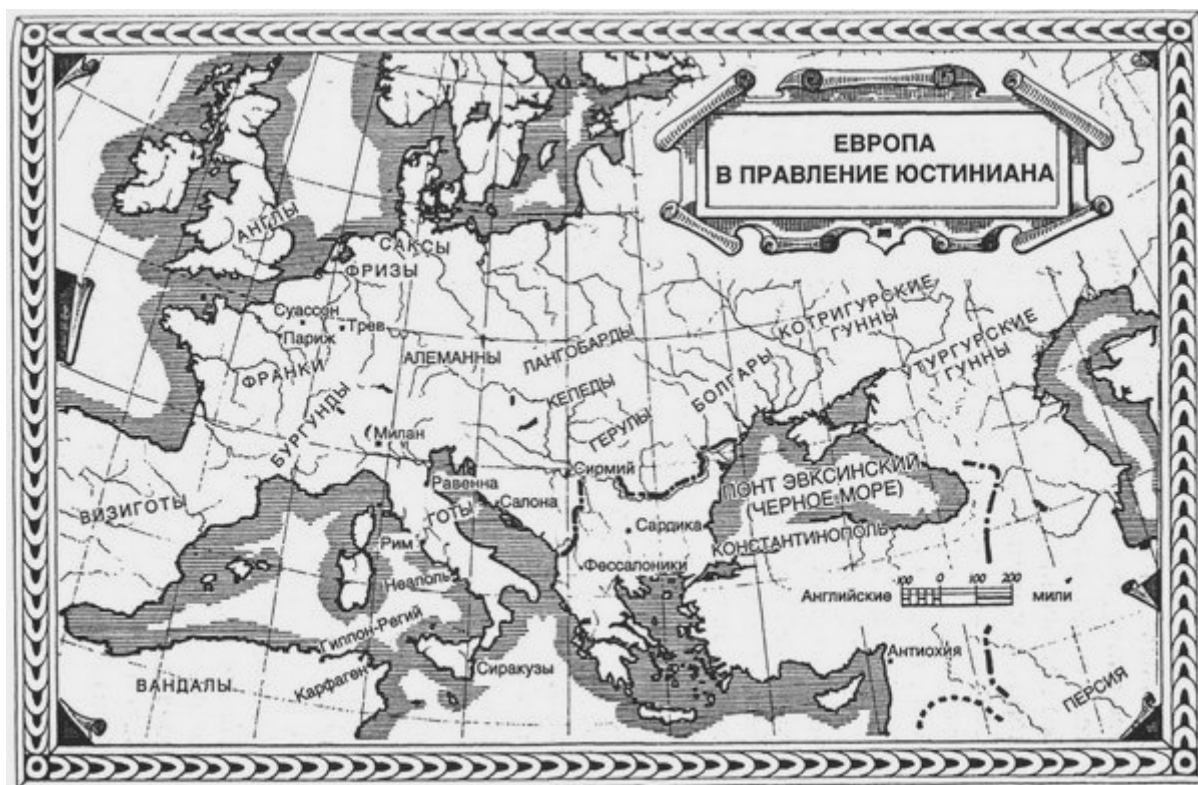 ЕВРОПА
В ПРАВЛЕНИЕ ЮСТИНИАНА
АНГЛЫ
САКСЫ
ФРИЗЫ
Суассон
Трев
Париж
ФРАНКИ
АЛЕМАННЫ
ЛАНГОБАРДЫ
КОТРИГУРСКИЕ
ГУННЫ
УТУРГУРСКИЕ
ГУННЫ
БОЛГАРЫ
КЕПЕДЫ
ГЕРУЛЫ
БУРГУНДЫ
Милан
Сирмий
Равенна
Салона
ВИЗИГОТЫ
ГОТЫ
ПОНТ ЭВКСИНСКИЙ
(ЧЕРНОЕ МОРЕ)
Сардика
КОНСТАНТИНОПОЛЬ
Рим
Фессалоники
Неаполь
Английские
100 0 100 200
мили
Гиппон-Регий
Сиракузы
Антиохия
ВАНДАЛЫ
Карфаген
ПЕРСИЯ